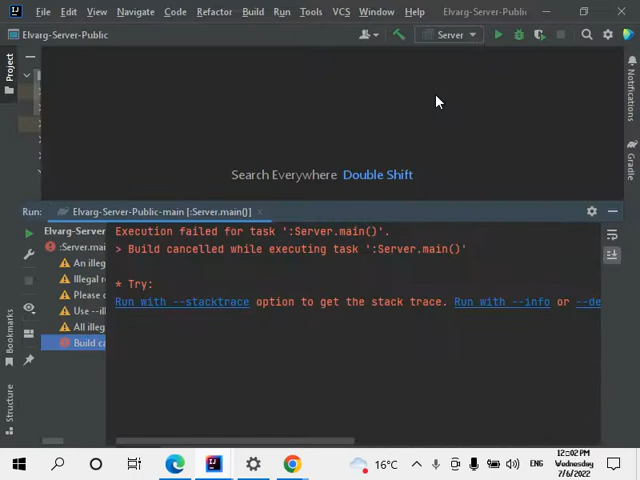 File Edit View Navigate Code Refactor Build Run Tools VCS Window Help Elvarg-Server-Publi
Elvarg-Server-Public
Server
Project
Notifications
Gradle
Search Everywhere Double Shift
Run: Elvarg-Server-Public-main [:Server.main()]
Elvarg-Server-
:Server.mai
An illeg
Illegal re
Please c
Use --ill
All illeg
Build ca
Execution failed for task ':Server.main()'.
> Build cancelled while executing task ':Server.main()'
* Try:
Run with --stacktrace option to get the stack trace. Run with --info or --de
Bookmarks
Structure
16°C
ENG
12:02 PM
Wednesday
7/6/2022